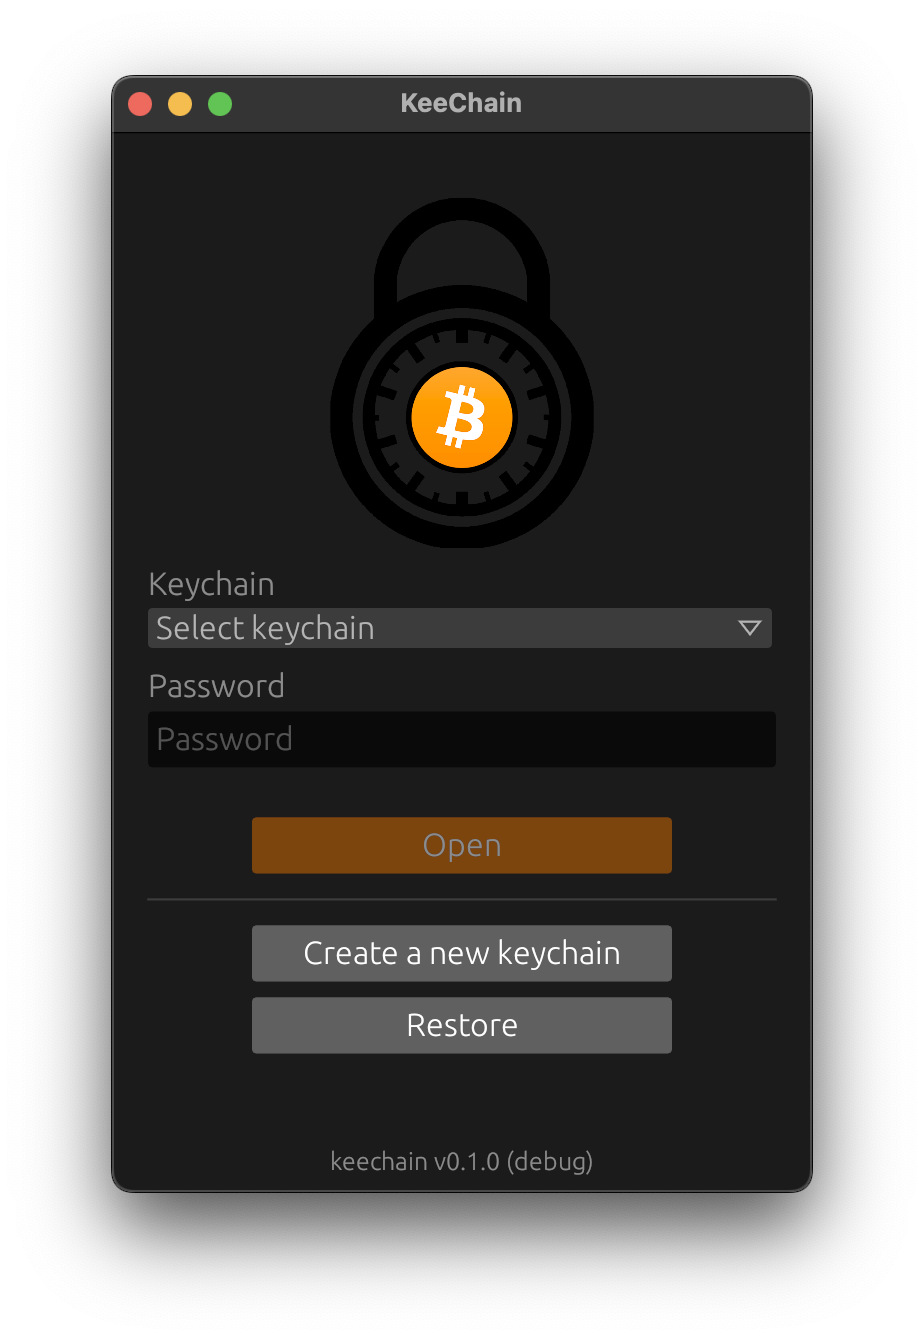 KeeChain
Keychain
Select keychain
Password
Password
Open
Create a new keychain
Restore
keechain v0.1.0 (debug)